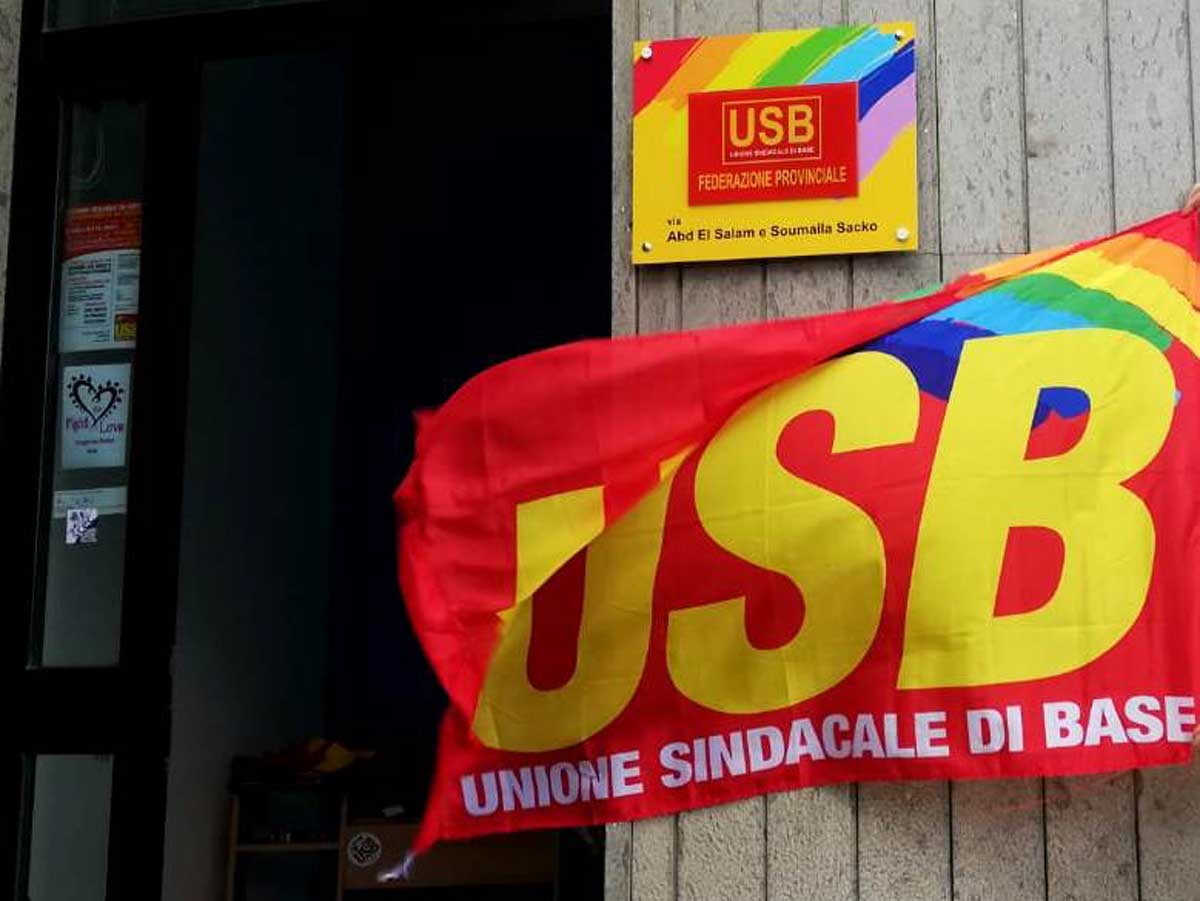 USB
UNIONE SINDACALE DI BASE
FEDERAZIONE PROVINCIALE
via
Abd El Salam e Soumaila Sacko
USB
UNIONE SINDACALE DI BASE
USB
Fight
Love